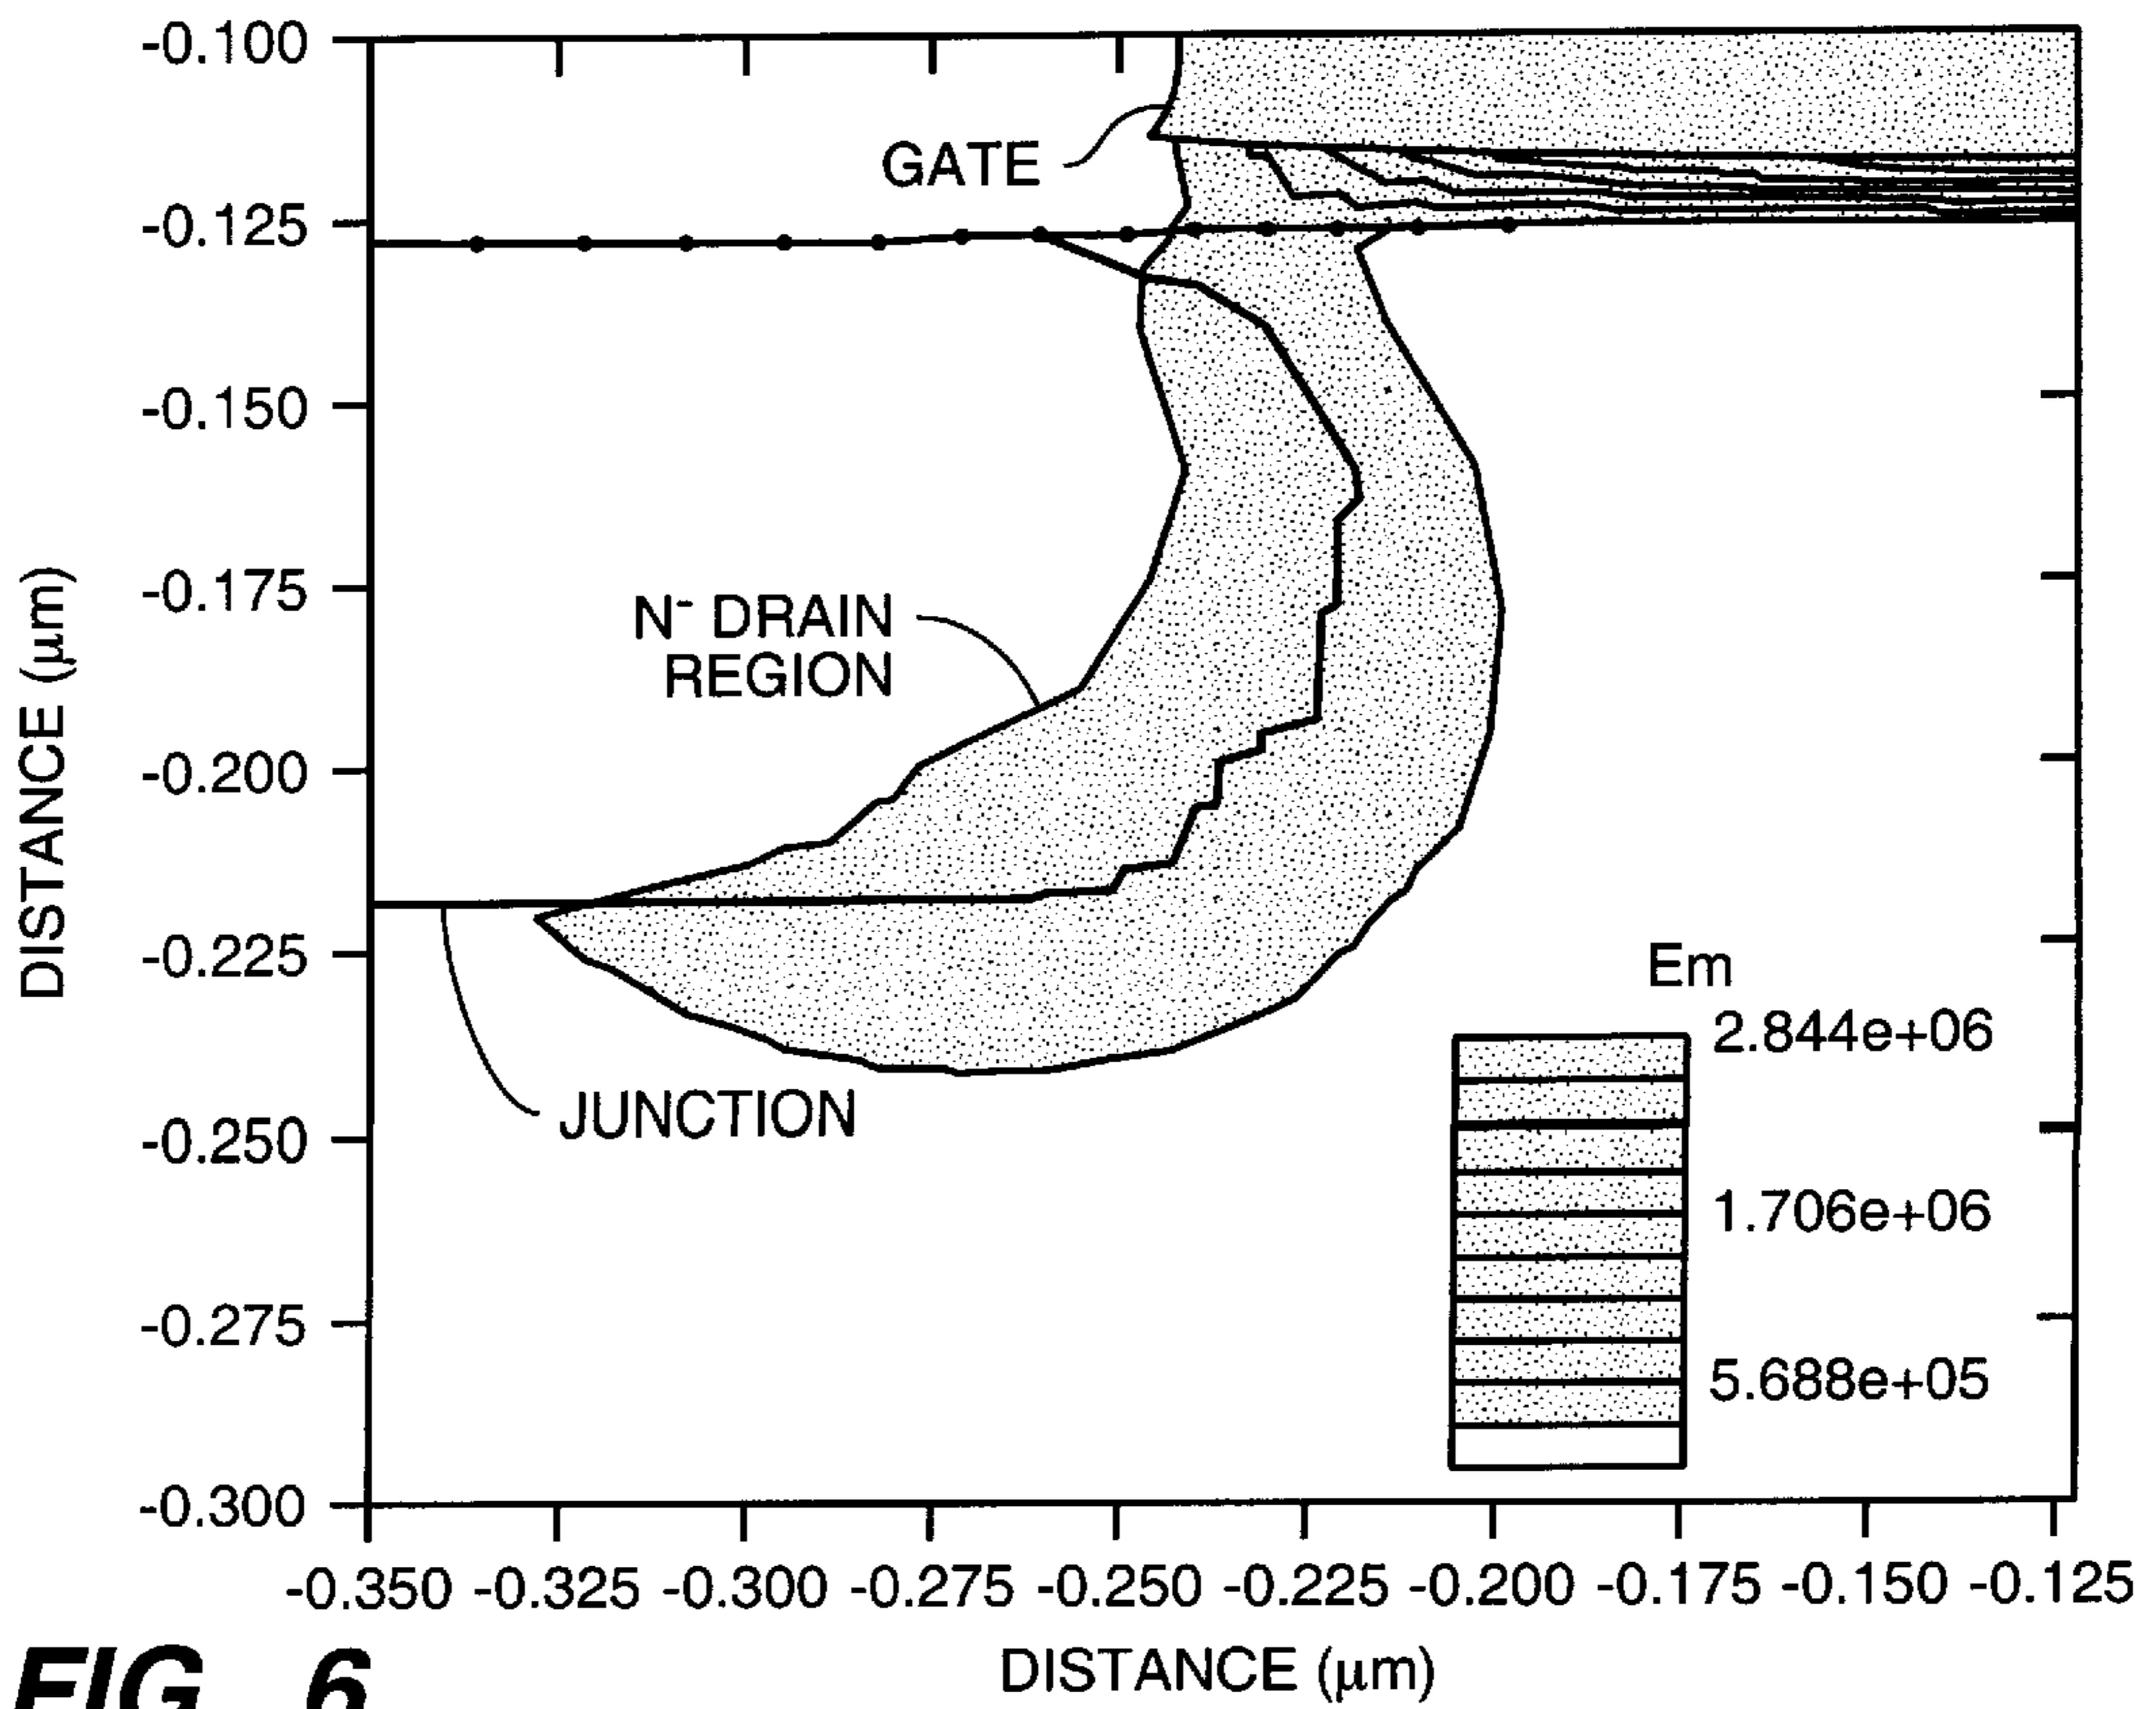 -0.100
GATE
-0.125
-0.150
-0.175
N- DRAIN
REGION
-0.200
-0.225
JUNCTION
-0.250
-0.275
-0.300
DISTANCE (μm)
Em
2.844e+06
1.706e+06
5.688e+05
-0.350 -0.325 -0.300 -0.275 -0.250 -0.225 -0.200 -0.175 -0.150 -0.125
DISTANCE (μm)
FIG 6